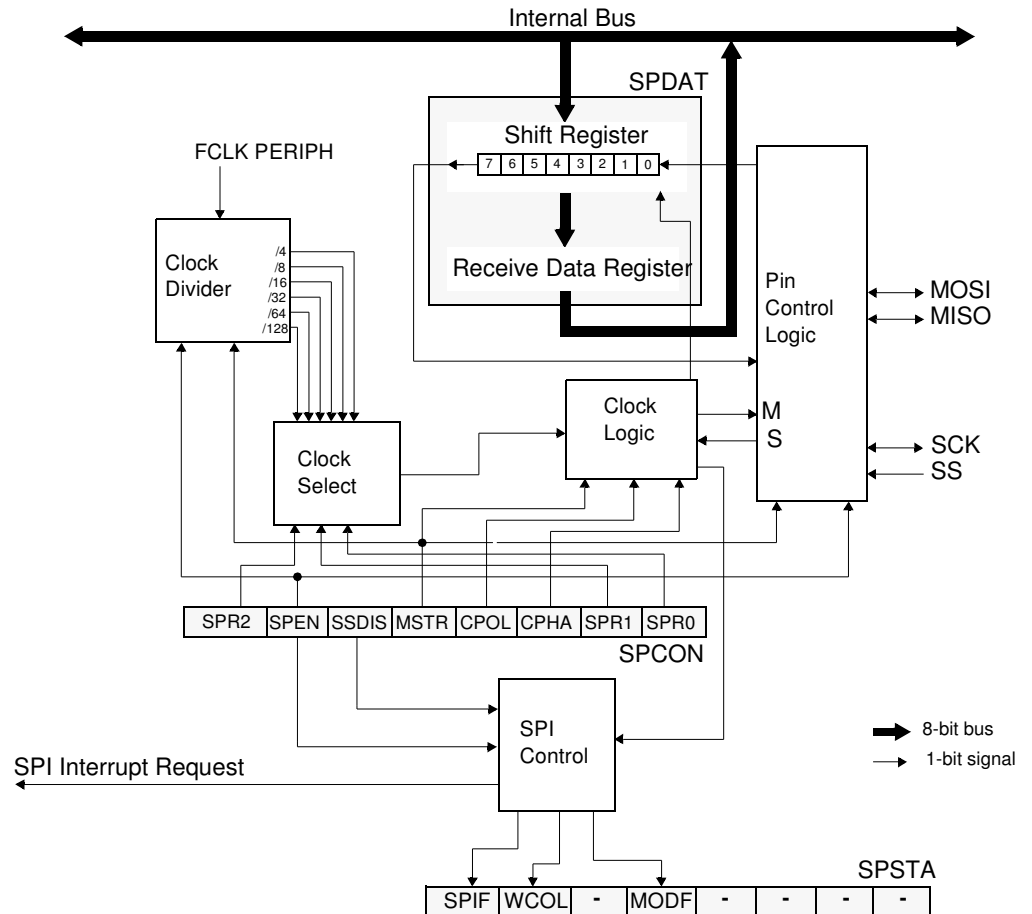 Internal Bus
SPDAT
Shift Register
7 6 5 4 3 2 1 0
FCLK PERIPH
Clock
Divider
/4
/8
/16
/32
/64
/128
Receive Data Register
Pin
Control
Logic
MOSI
MISO
Clock
Logic
M
S
SCK
SS
Clock
Select
SPR2 SPEN SSDIS MSTR CPOL CPHA SPR1 SPR0
SPCON
SPI
Control
8-bit bus
1-bit signal
SPI Interrupt Request
SPSTA
SPIF WCOL - MODF - - - -